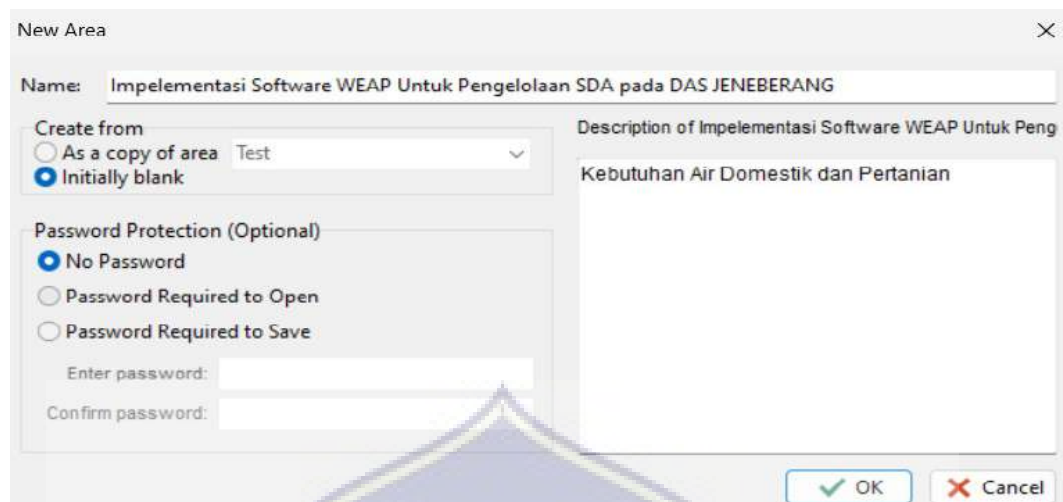 New Area
Name: Impelementasi Software WEAP Untuk Pengelolaan SDA pada DAS JENEBERANG
Create from
As a copy of area Test
Initially blank
Description of Impelementasi Software WEAP Untuk Peng
Kebutuhan Air Domestik dan Pertanian
Password Protection (Optional)
No Password
Password Required to Open
Password Required to Save
Enter password:
Confirm password:
OK
Cancel